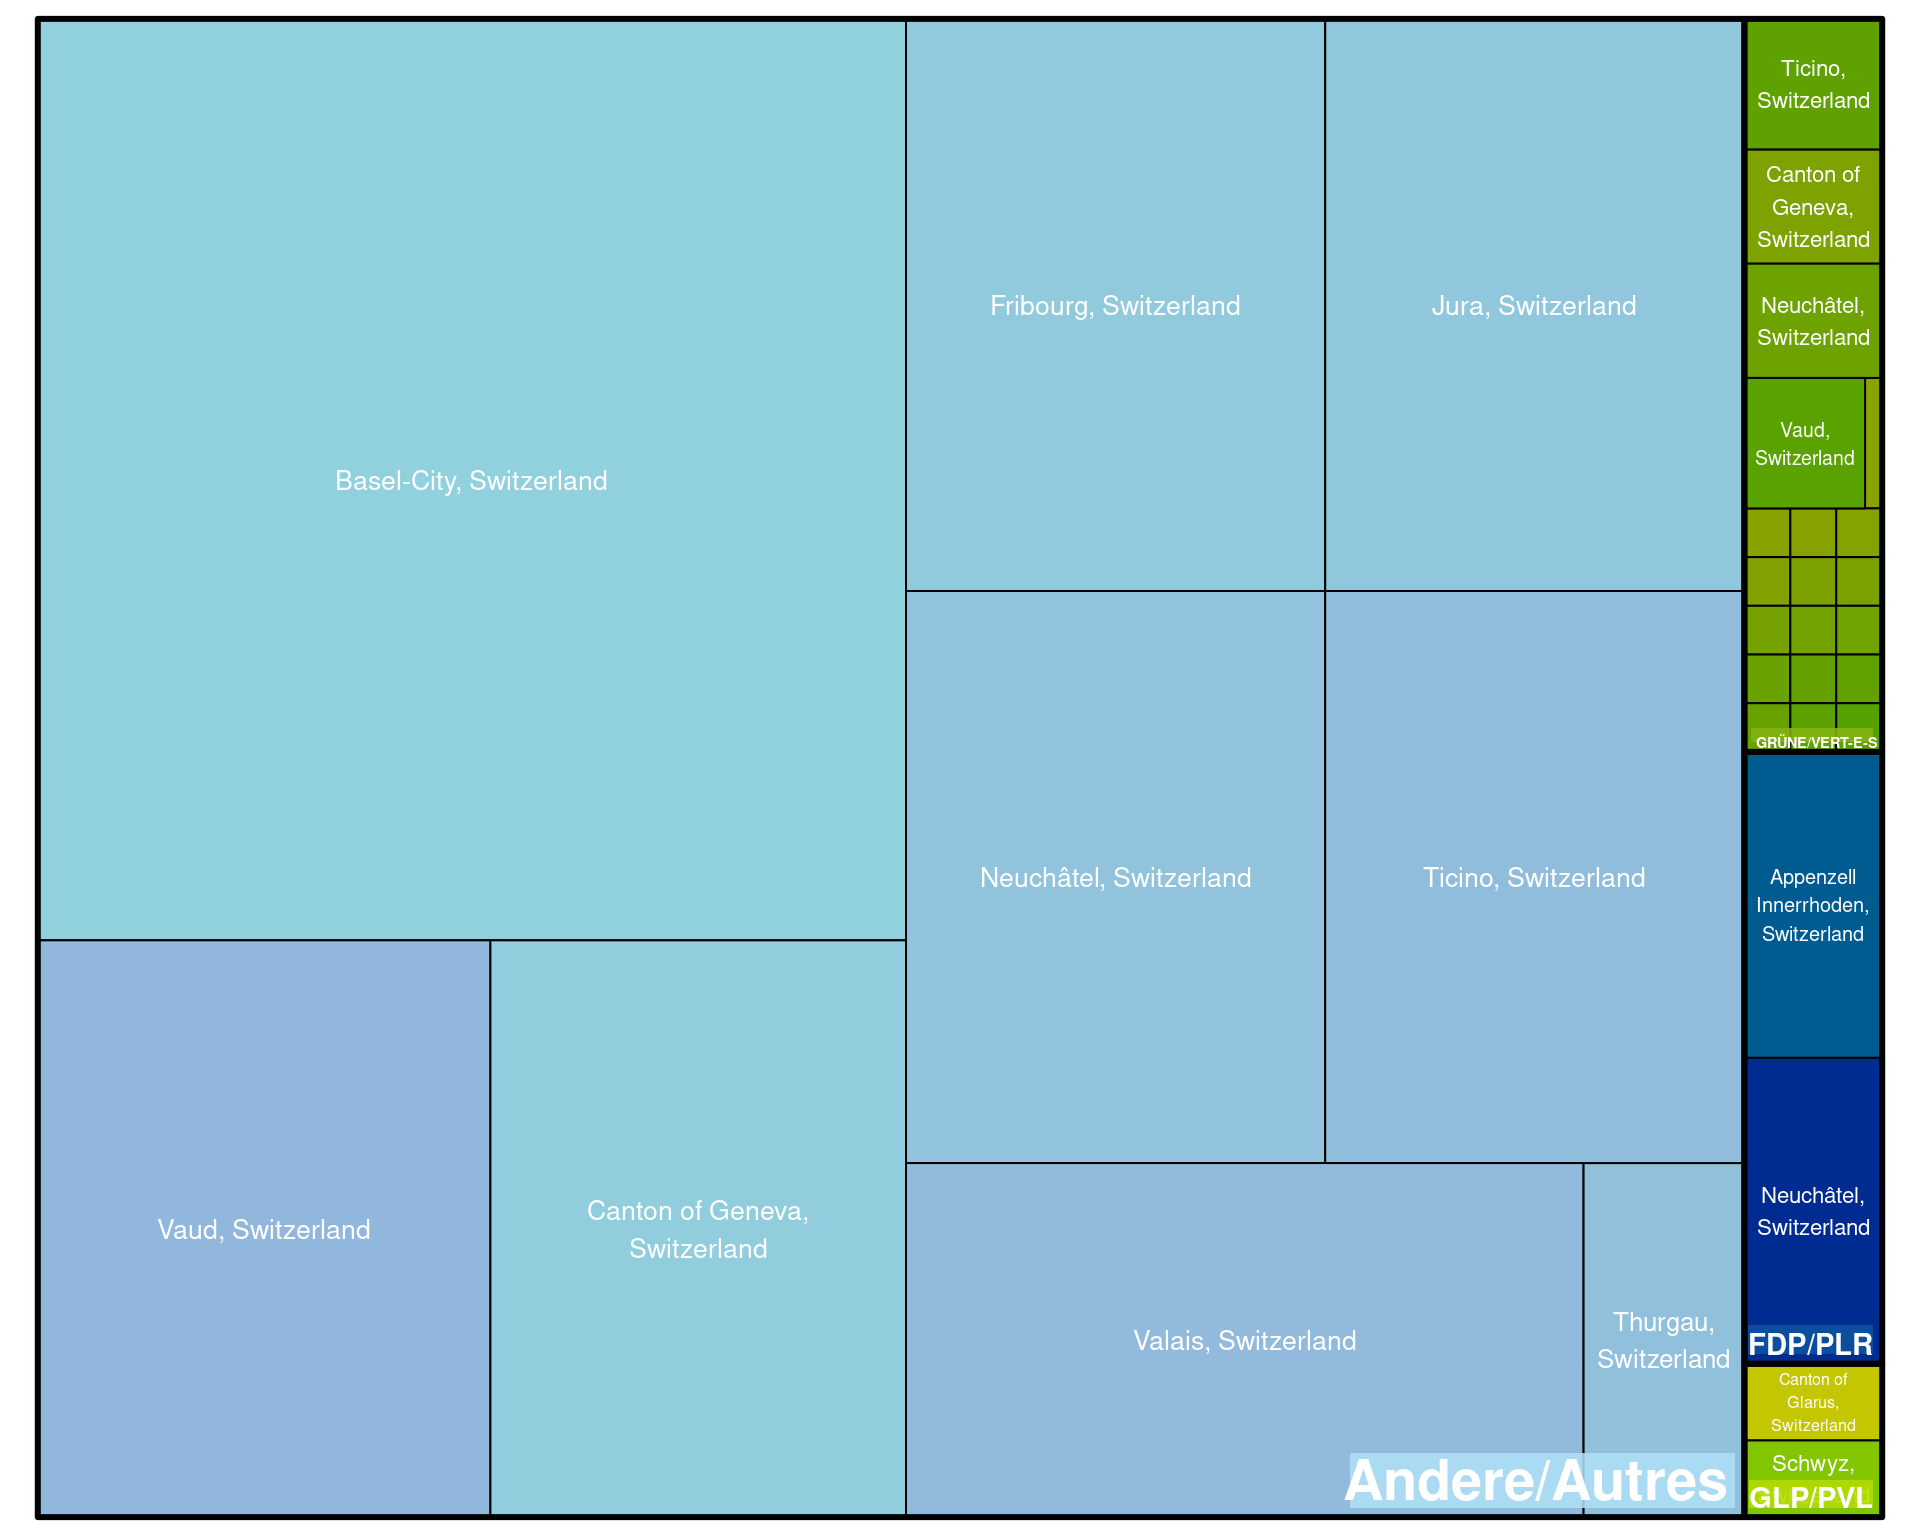 Basel-City, Switzerland
Vaud, Switzerland
Canton of Geneva,
Switzerland
Fribourg, Switzerland
Jura, Switzerland
Neuchâtel, Switzerland
Ticino, Switzerland
Valais, Switzerland
Thurgau,
Switzerland
Andere/Autres
Ticino,
Switzerland
Canton of
Geneva,
Switzerland
Neuchâtel,
Switzerland
Vaud,
Switzerland
GRÜNE/VERT-E-S
Appenzell
Innerrhoden,
Switzerland
Neuchâtel,
Switzerland
FDP/PLR
Canton of
Glarus,
Switzerland
Schwyz,
GLP/PVL